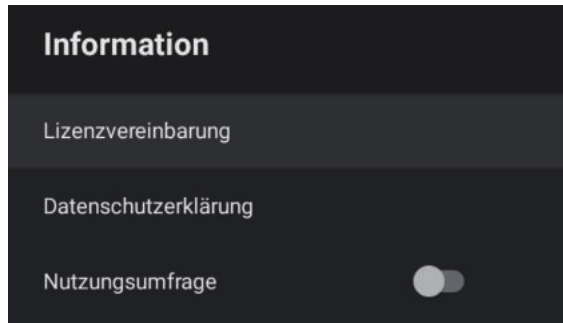 Information
Lizenzvereinbarung
Datenschutzerklärung
Nutzungsumfrage